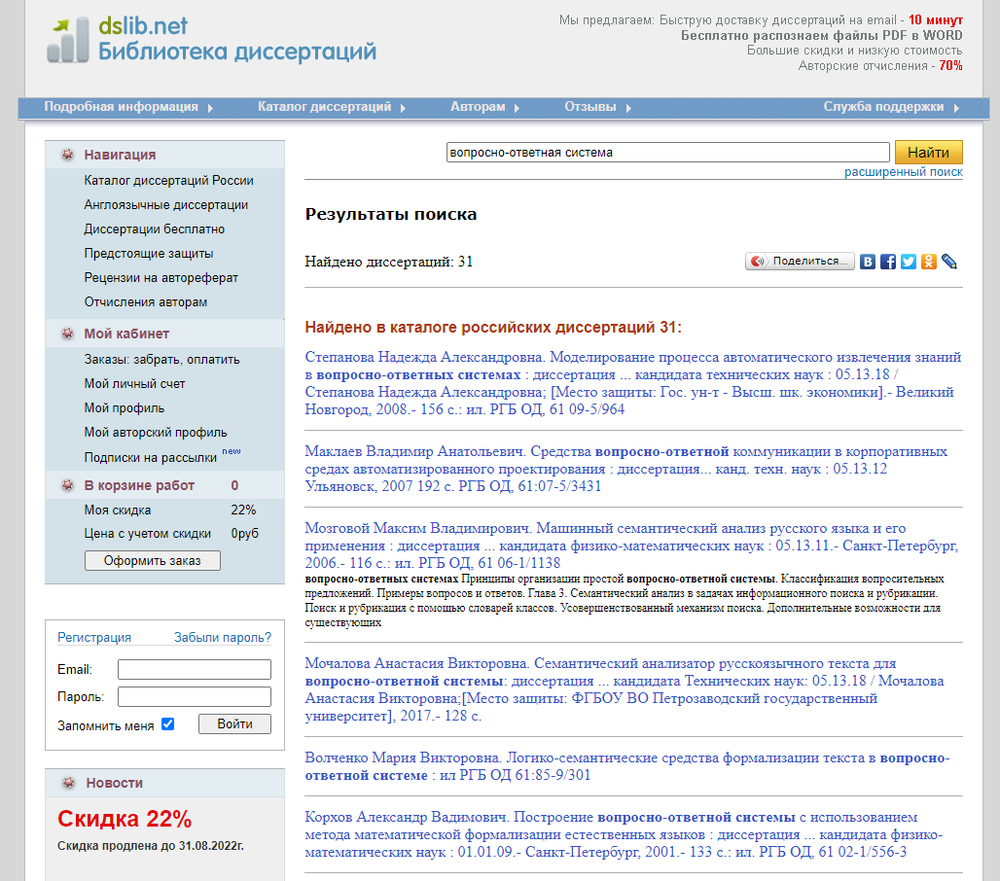 dslib.net
Библиотека диссертаций
Мы предлагаем: Быструю доставку диссертаций на email - 10 минут
Бесплатно распознаем файлы PDF в WORD
Большие скидки и низкую стоимость
Авторские отчисления - 70%
Подробная информация Каталог диссертаций Авторам Отзывы Служба поддержки
Навигация
Каталог диссертаций России
Англоязычные диссертации
Диссертации бесплатно
Предстоящие защиты
Рецензии на автореферат
Отчисления авторам
Мой кабинет
Заказы: забрать, оплатить
Мой личный счет
Мой профиль
Мой авторский профиль
Подписки на рассылки new
В корзине работ 0
Моя скидка 22%
Цена с учетом скидки 0руб
Оформить заказ
Регистрация Забыли пароль?
Email:
Пароль:
Запомнить меня Войти
Новости
Скидка 22%
Скидка продлена до 31.08.2022г.
вопросно-ответная система Найти
расширенный поиск
Результаты поиска
Найдено диссертаций: 31 Поделиться...
Найдено в каталоге российских диссертаций 31:
Степанова Надежда Александровна. Моделирование процесса автоматического извлечения знаний
в вопросно-ответных системах : диссертация ... кандидата технических наук : 05.13.18 /
Степанова Надежда Александровна; [Место защиты: Гос. ун-т - Высш. шк. экономики].- Великий
Новгород, 2008.- 156 с.: ил. РГБ ОД, 61 09-5/964
Маклаев Владимир Анатольевич. Средства вопросно-ответной коммуникации в корпоративных
средах автоматизированного проектирования : диссертация... канд. техн. наук : 05.13.12
Ульяновск, 2007 192 с. РГБ ОД, 61:07-5/3431
Мозговой Максим Владимирович. Машинный семантический анализ русского языка и его
применения : диссертация ... кандидата физико-математических наук : 05.13.11.- Санкт-Петербург,
2006.- 116 с.: ил. РГБ ОД, 61 06-1/1138
вопросно-ответных системах Принципы организации простой вопросно-ответной системы. Классификация вопросительных
предложений. Примеры вопросов и ответов. Глава 3. Семантический анализ в задачах информационного поиска и рубрикации.
Поиск и рубрикация с помощью словарей классов. Усовершенствованный механизм поиска. Дополнительные возможности для
существующих
Мочалова Анастасия Викторовна. Семантический анализатор русскоязычного текста для
вопросно-ответной системы: диссертация ... кандидата Технических наук: 05.13.18 / Мочалова
Анастасия Викторовна;[Место защиты: ФГБОУ ВО Петрозаводский государственный
университет], 2017.- 128 с.
Волченко Мария Викторовна. Логико-семантические средства формализации текста в вопросно-
ответной системе : ил РГБ ОД 61:85-9/301
Корхов Александр Вадимович. Построение вопросно-ответной системы с использованием
метода математической формализации естественных языков : диссертация ... кандидата физико-
математических наук : 01.01.09.- Санкт-Петербург, 2001.- 133 с.: ил. РГБ ОД, 61 02-1/556-3